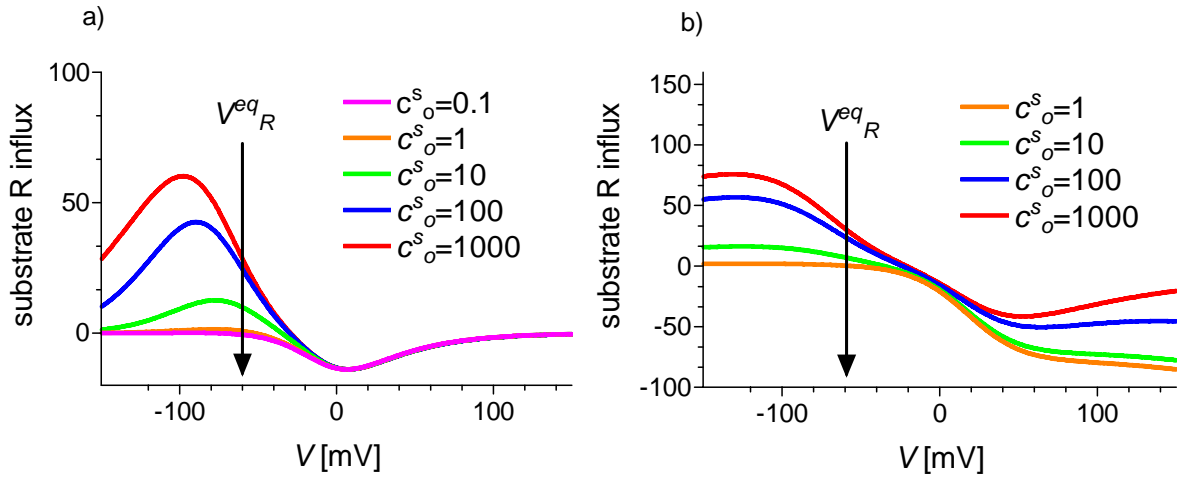 a)
substrate R influx
100
50
0
-100
0
100
V [mV]
V^eq_R
c^s_o=0.1
c^s_o=1
c^s_o=10
c^s_o=100
c^s_o=1000
b)
substrate R influx
150
100
50
0
-50
-100
-100
0
100
V [mV]
V^eq_R
c^s_o=1
c^s_o=10
c^s_o=100
c^s_o=1000